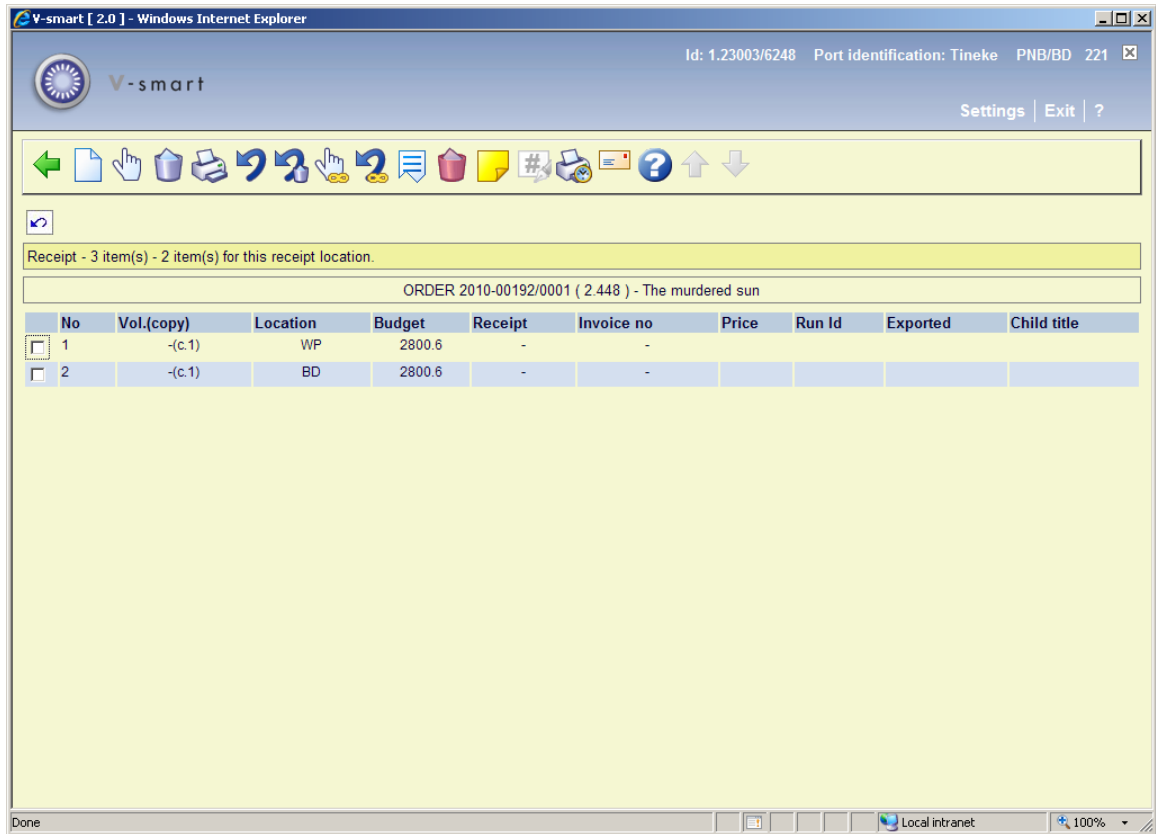 V-smart [ 2.0 ] - Windows Internet Explorer
Id: 1.23003/6248 Port identification: Tineke PNB/BD 221
V-smart
Settings Exit ?
Receipt - 3 item(s) - 2 item(s) for this receipt location.
ORDER 2010-00192/0001 ( 2.448 ) - The murdered sun
No Vol.(copy) Location Budget Receipt Invoice no Price Run Id Exported Child title
1 -(c.1) WP 2800.6 - -
2 -(c.1) BD 2800.6 - -
Done Local intranet 100%